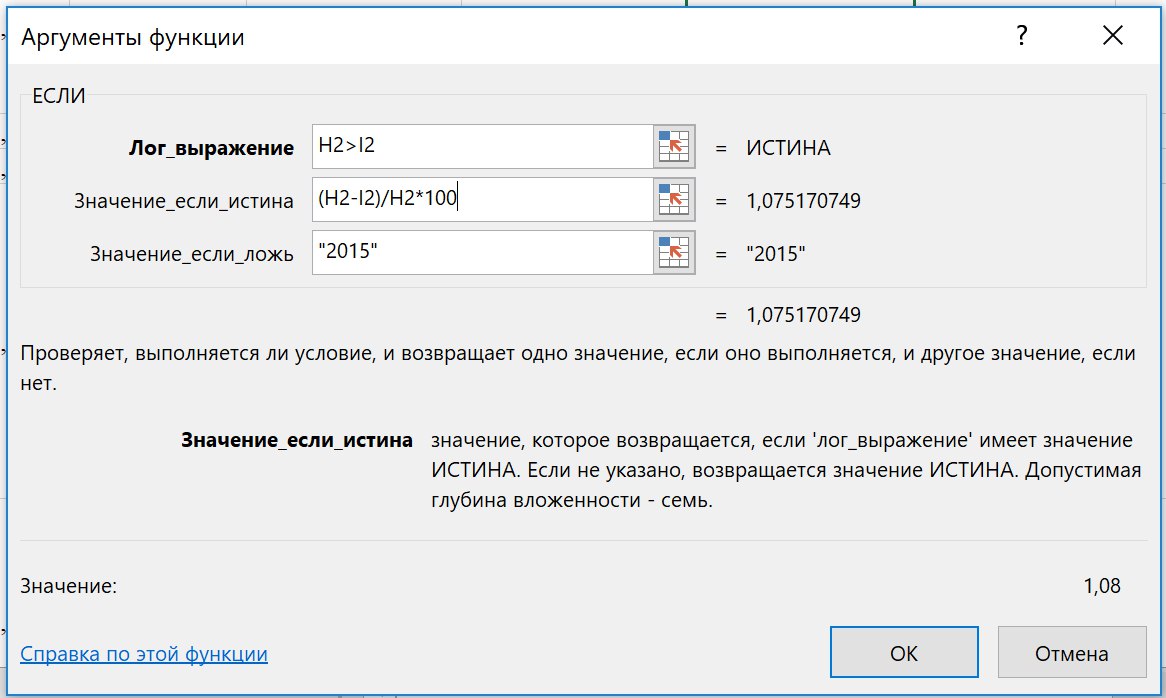 Аргументы функции ?
ЕСЛИ
Лог_выражение H2>I2 = ИСТИНА
Значение_если_истина (H2-I2)/H2*100 = 1,075170749
Значение_если_ложь "2015" = "2015"
= 1,075170749
Проверяет, выполняется ли условие, и возвращает одно значение, если оно выполняется, и другое значение, если
нет.
Значение_если_истина значение, которое возвращается, если 'лог_выражение' имеет значение
ИСТИНА. Если не указано, возвращается значение ИСТИНА. Допустимая
глубина вложенности - семь.
Значение: 1,08
Справка по этой функции ОК Отмена